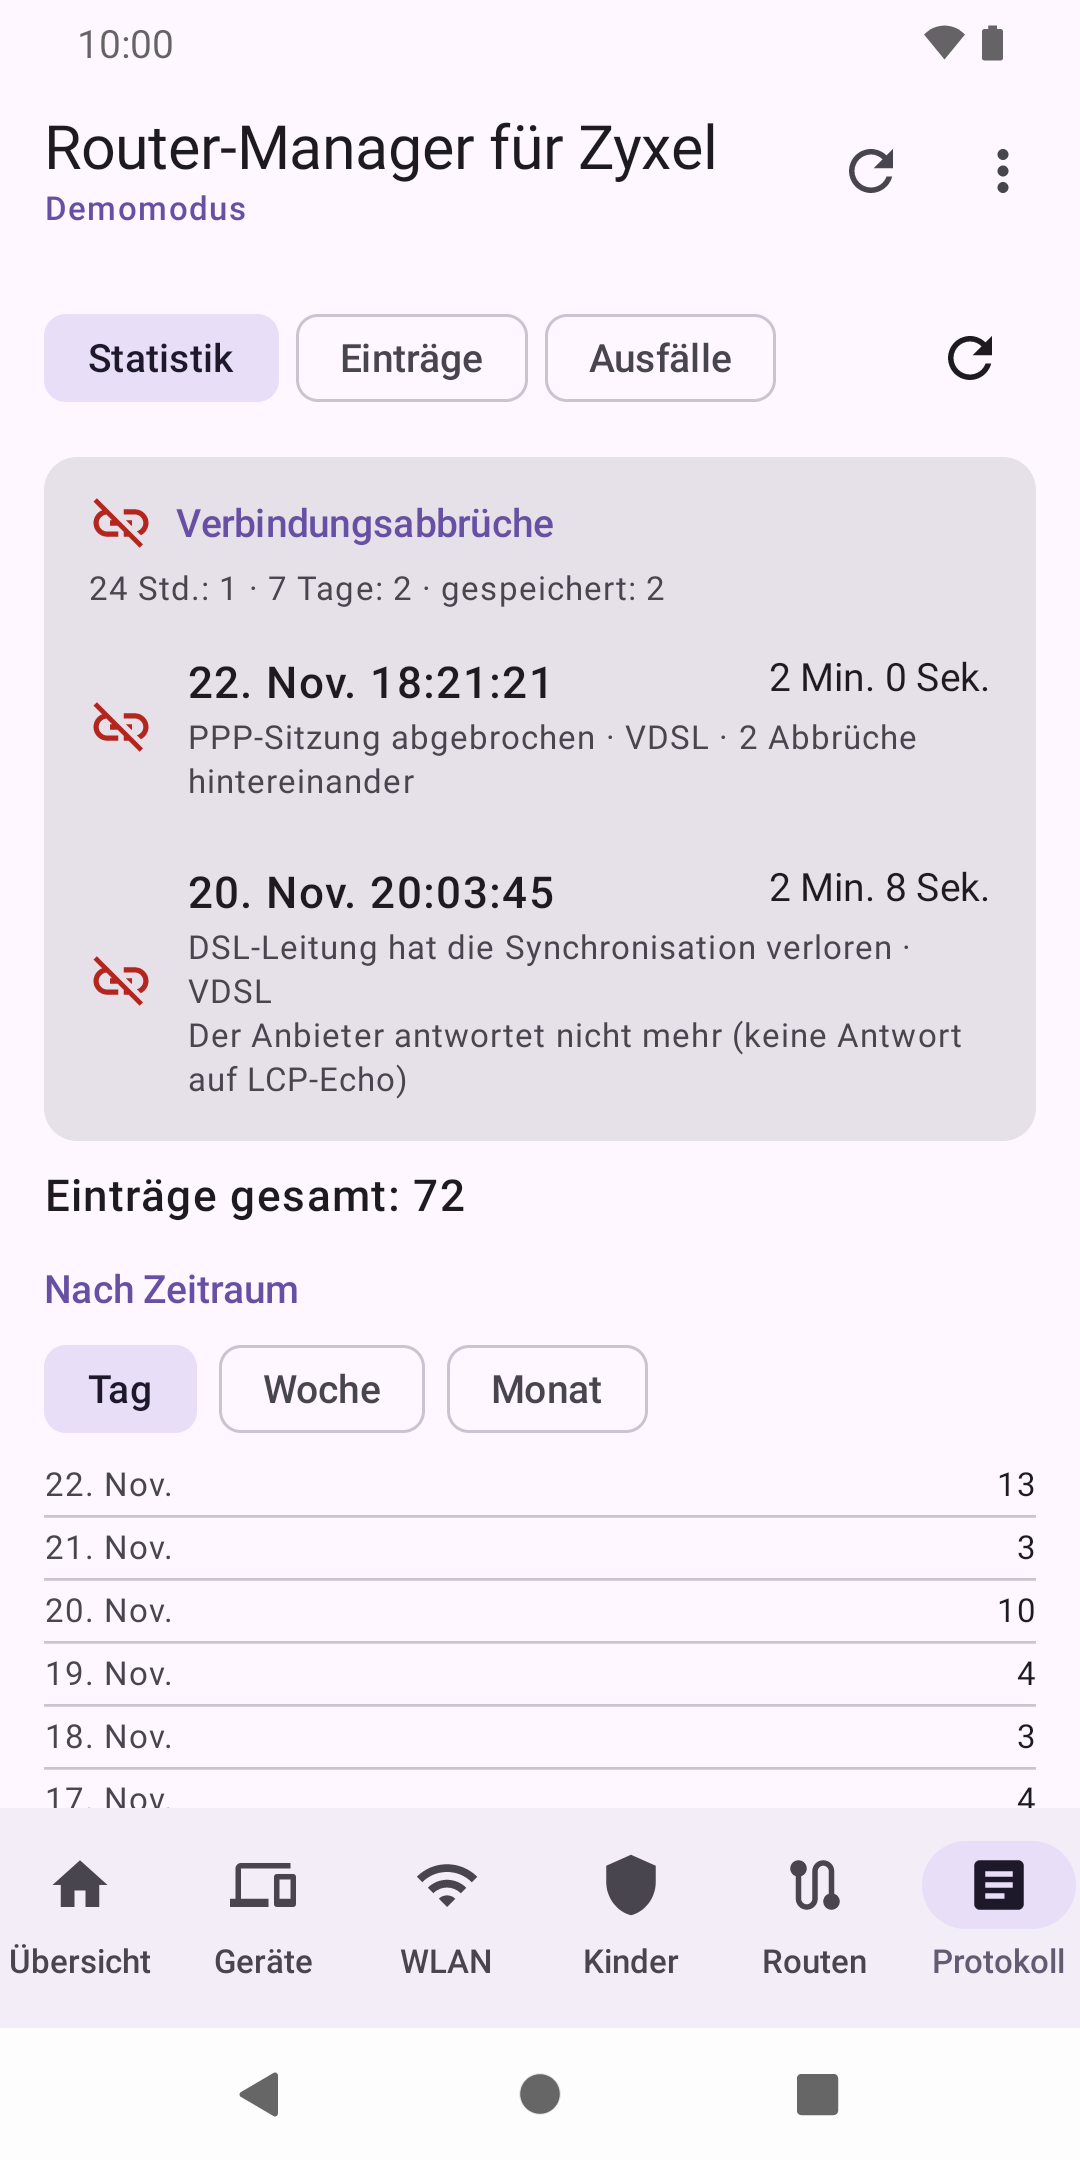 10:00
Router-Manager für Zyxel
Demomodus
Statistik
Einträge
Ausfälle
Verbindungsabbrüche
24 Std.: 1 · 7 Tage: 2 · gespeichert: 2
22. Nov. 18:21:21
2 Min. 0 Sek.
PPP-Sitzung abgebrochen · VDSL · 2 Abbrüche
hintereinander
20. Nov. 20:03:45
2 Min. 8 Sek.
DSL-Leitung hat die Synchronisation verloren ·
VDSL
Der Anbieter antwortet nicht mehr (keine Antwort
auf LCP-Echo)
Einträge gesamt: 72
Nach Zeitraum
Tag
Woche
Monat
22. Nov. 13
21. Nov. 3
20. Nov. 10
19. Nov. 4
18. Nov. 3
17. Nov. 4
Übersicht
Geräte
WLAN
Kinder
Routen
Protokoll